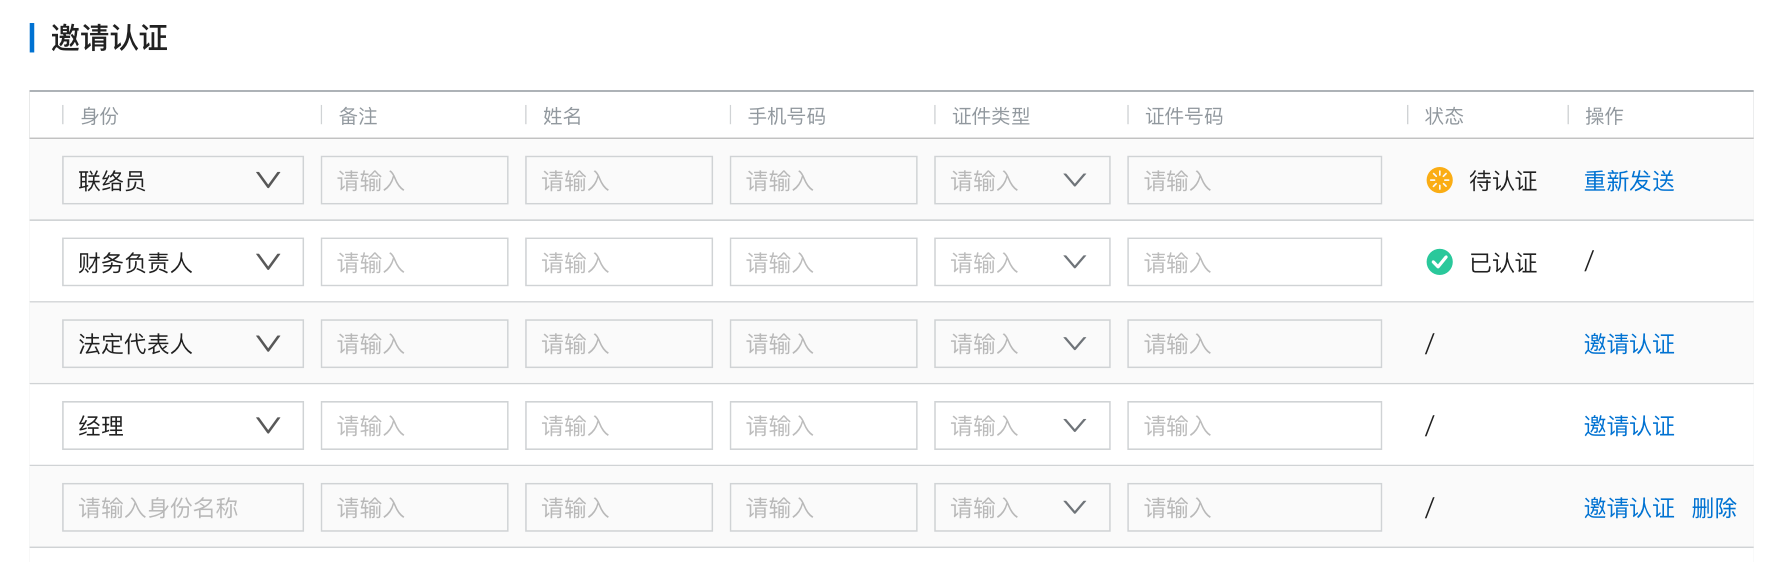 邀请认证
身份 备注 姓名 手机号码 证件类型 证件号码 状态 操作
联络员 请输入 请输入 请输入 请输入 请输入 待认证 重新发送
财务负责人 请输入 请输入 请输入 请输入 请输入 已认证 /
法定代表人 请输入 请输入 请输入 请输入 请输入 / 邀请认证
经理 请输入 请输入 请输入 请输入 请输入 / 邀请认证
请输入身份名称 请输入 请输入 请输入 请输入 请输入 / 邀请认证 删除